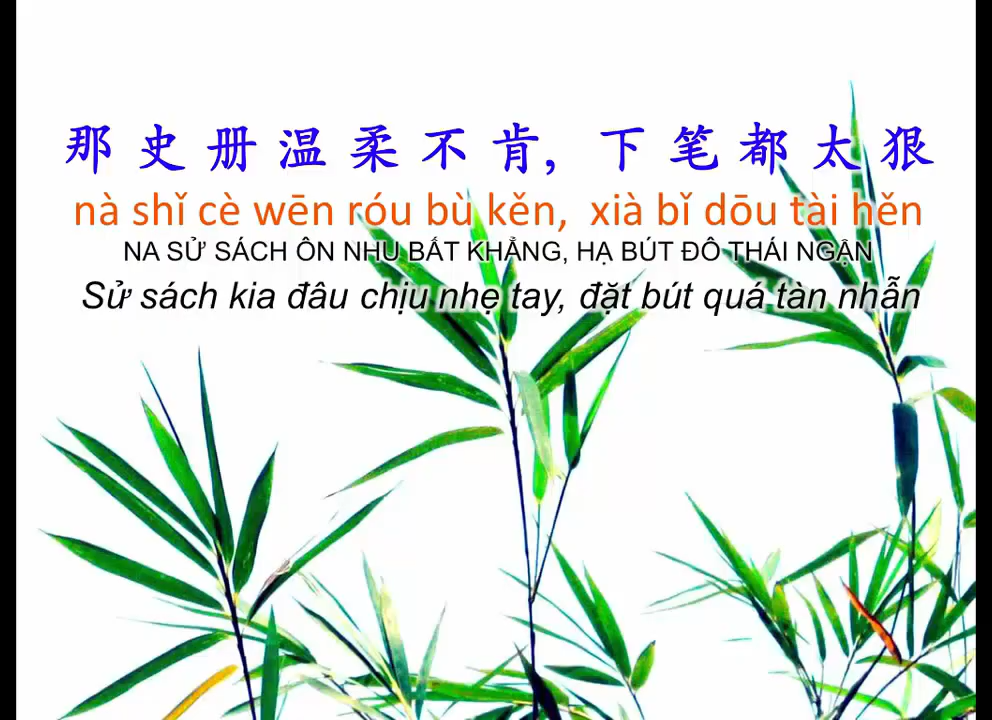 那史册温柔不肯, 下笔都太狠
nà shǐ cè wēn róu bù kěn, xià bǐ dōu tài hěn
NA SỬ SÁCH ÔN NHU BẤT KHẲNG, HẠ BÚT ĐÔ THÁI NGẬN
Sử sách kia đâu chịu nhẹ tay, đặt bút quá tàn nhẫn